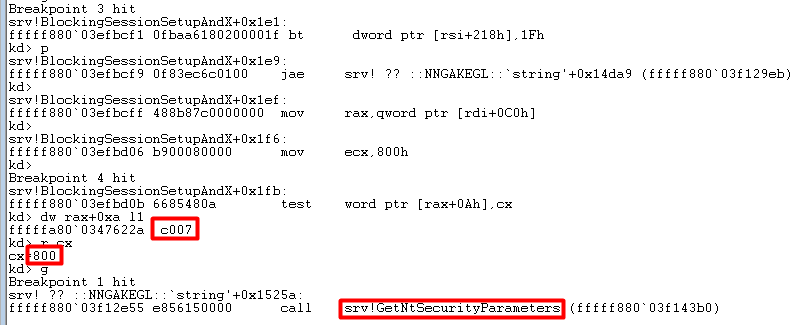 Breakpoint 3 hit
srv!BlockingSessionSetupAndX+0x1e1:
fffff880`03efbcf1 0fbaa6180200001f bt      dword ptr [rsi+218h],1Fh
kd> p
srv!BlockingSessionSetupAndX+0x1e9:
fffff880`03efbcf9 0f83ec6c0100    jae     srv! ?? ::NNGAKEGL::`string'+0x14da9 (fffff880`03f129eb)
kd>
srv!BlockingSessionSetupAndX+0x1ef:
fffff880`03efbcff 488b87c0000000  mov     rax,qword ptr [rdi+0C0h]
kd>
srv!BlockingSessionSetupAndX+0x1f6:
fffff880`03efbd06 b900080000      mov     ecx,800h
kd>
Breakpoint 4 hit
srv!BlockingSessionSetupAndX+0x1fb:
fffff880`03efbd0b 6685480a        test    word ptr [rax+0Ah],cx
kd> dw rax+0xa l1
fffffa80`0347622a  c007
kd> r cx
cx=800
kd> g
Breakpoint 1 hit
srv! ?? ::NNGAKEGL::`string'+0x1525a:
fffff880`03f12e55 e856150000      call    srv!GetNtSecurityParameters (fffff880`03f143b0)